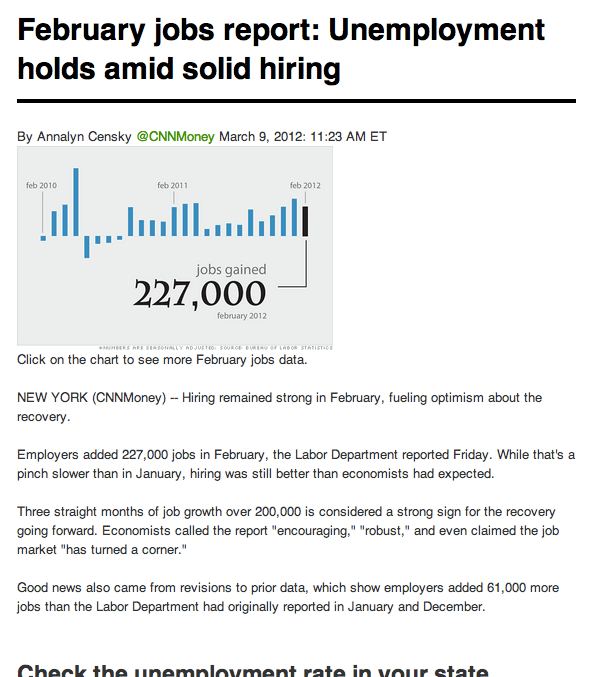 February jobs report: Unemployment
holds amid solid hiring
By Annalyn Censky @CNNMoney March 9, 2012: 11:23 AM ET
feb 2010
feb 2011
feb 2012
jobs gained
227,000
february 2012
*NUMBERS ARE SEASONALLY ADJUSTED; SOURCE: BUREAU OF LABOR STATISTICS
Click on the chart to see more February jobs data.
NEW YORK (CNNMoney) -- Hiring remained strong in February, fueling optimism about the
recovery.
Employers added 227,000 jobs in February, the Labor Department reported Friday. While that's a
pinch slower than in January, hiring was still better than economists had expected.
Three straight months of job growth over 200,000 is considered a strong sign for the recovery
going forward. Economists called the report "encouraging," "robust," and even claimed the job
market "has turned a corner."
Good news also came from revisions to prior data, which show employers added 61,000 more
jobs than the Labor Department had originally reported in January and December.
Check the unemployment rate in your state